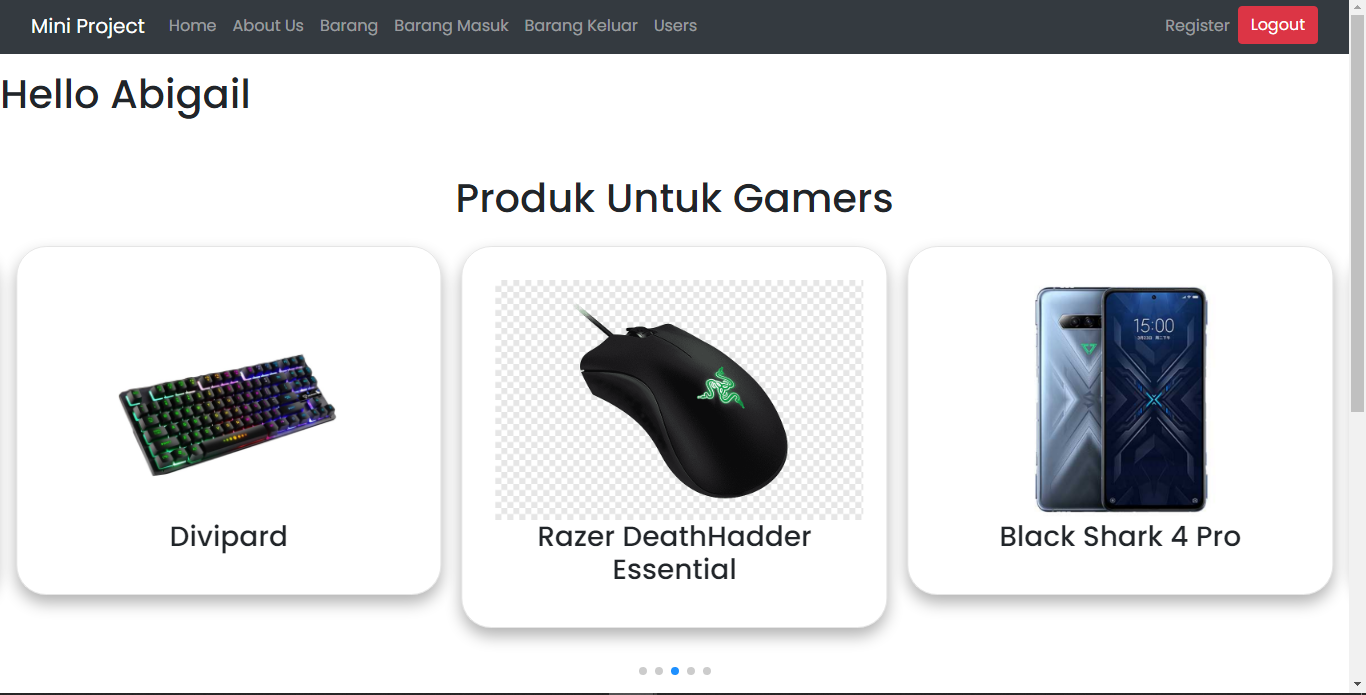 Mini Project Home About Us Barang Barang Masuk Barang Keluar Users Register Logout
Hello Abigail
Produk Untuk Gamers
15:00
Divipard
Razer DeathHadder
Essential
Black Shark 4 Pro